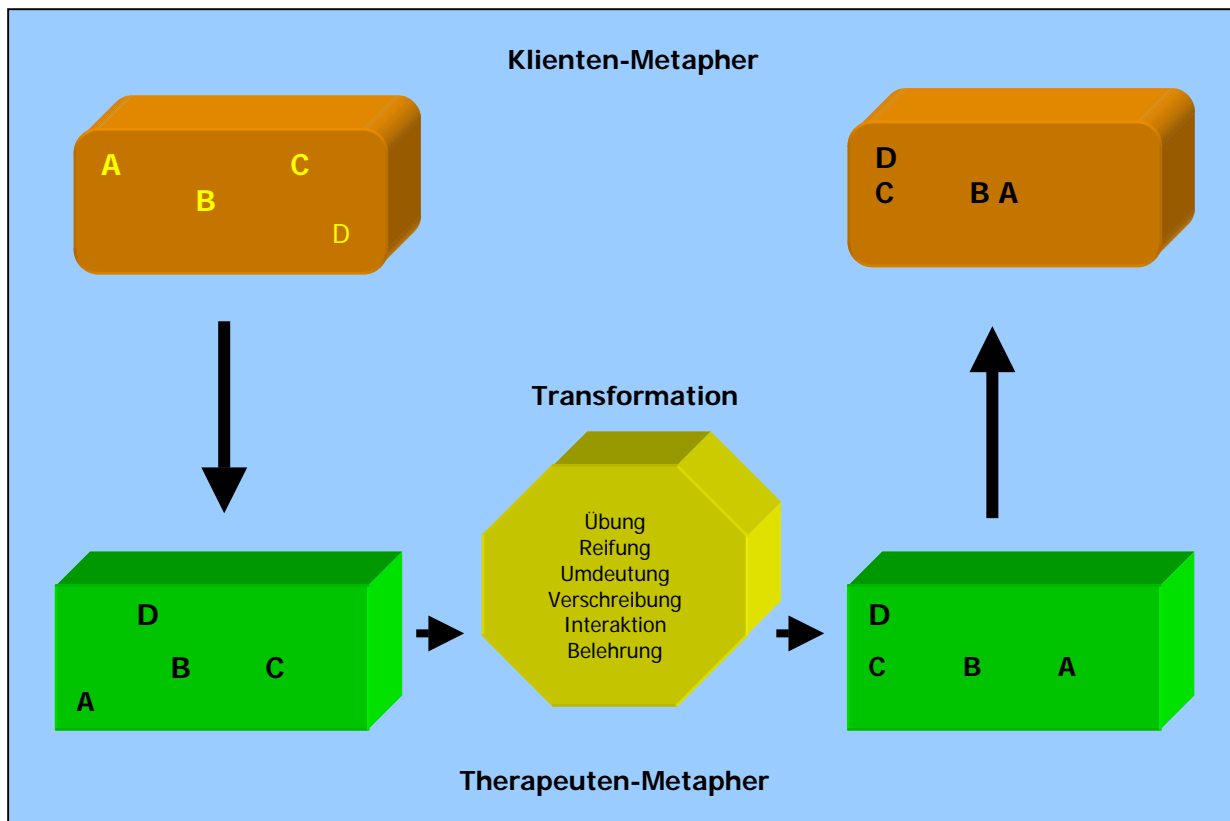 Klienten-Metapher
A C
B
D
D
C B A
Transformation
Übung
Reifung
Umdeutung
Verschreibung
Interaktion
Belehrung
D
B C
A
D
C B A
Therapeuten-Metapher